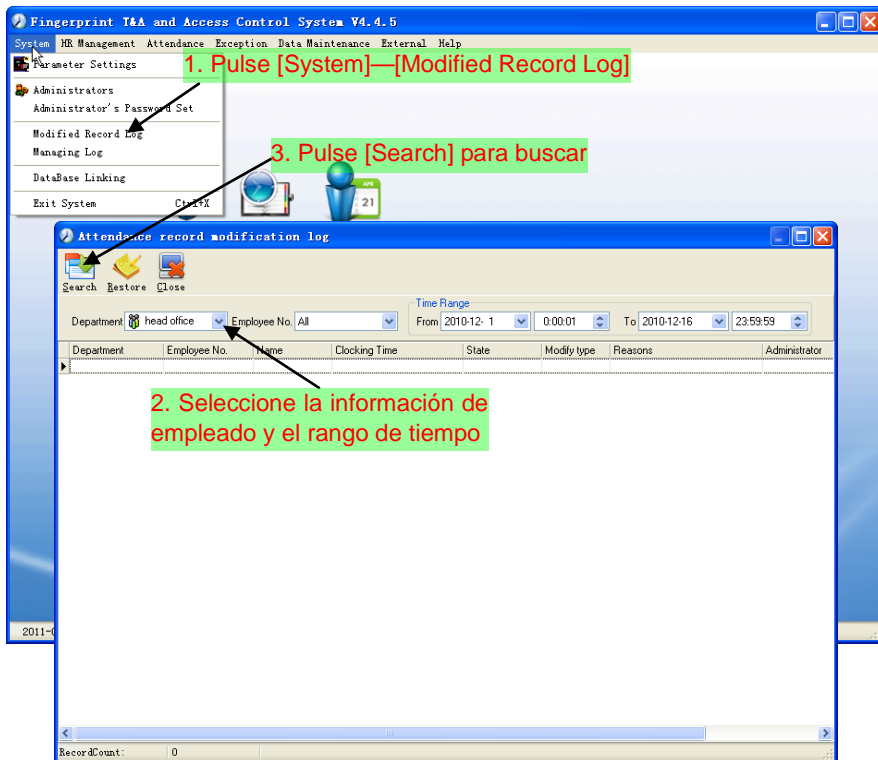 Fingerprint T&A and Access Control System V4.4.5
System HR Management Attendance Exception Data Maintenance External Help
Parameter Settings
1. Pulse [System]—[Modified Record Log]
Administrators
Administrator's Password Set
Modified Record Log
Managing Log
3. Pulse [Search] para buscar
DataBase Linking
Exit System Ctrl+X
APR
21
Attendance record modification log
Search Restore Close
Time Range
Department head office Employee No. All From 2010-12- 1 0:00:01 To 2010-12-16 23:59:59
Department Employee No. Name Clocking Time State Modify type Reasons Administrator
2. Seleccione la información de
empleado y el rango de tiempo
2011-0
RecordCount: 0